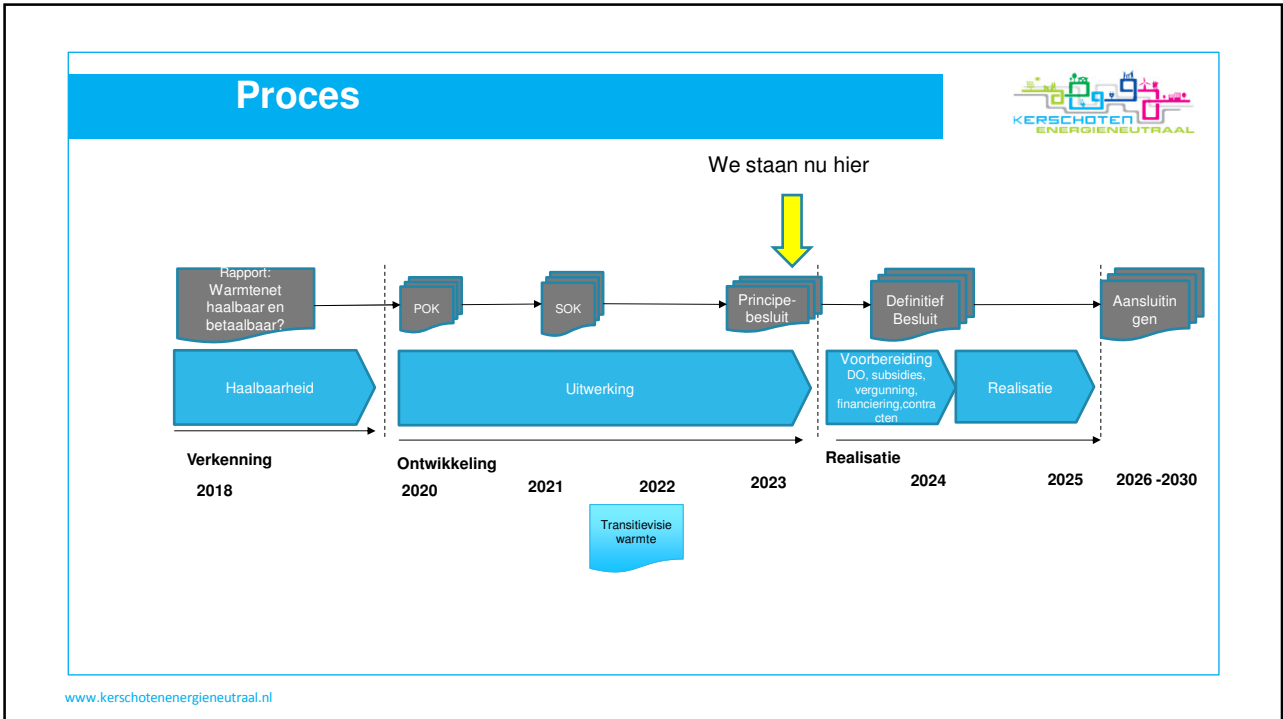 Proces
KERSCHOTEN
ENERGIENEUTRAAL
We staan nu hier
Rapport:
Warmtenet
haalbaar en
betaalbaar?
POK
SOK
Principe-
besluit
Definitief
Besluit
Aansluitin
gen
Haalbaarheid
Uitwerking
Voorbereiding
DO, subsidies,
vergunning,
financiering,contra
cten
Realisatie
Verkenning
Ontwikkeling
Realisatie
2018
2020
2021
2022
2023
2024
2025
2026 -2030
Transitievisie
warmte
www.kerschotenenergieneutraal.nl